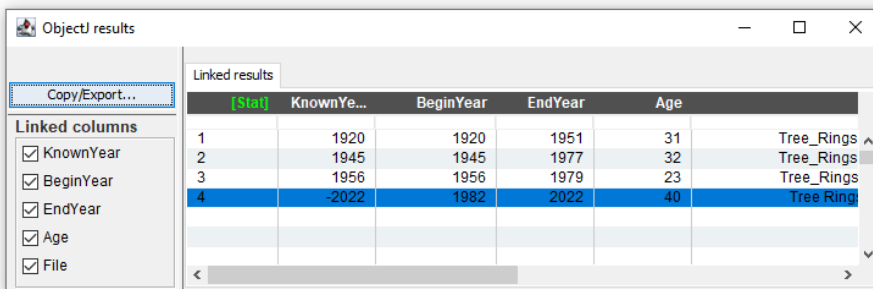 ObjectJ results
Linked results
Copy/Export...
[Stat] KnownYe... BeginYear EndYear Age
Linked columns
KnownYear
BeginYear
EndYear
Age
File
1 1920 1920 1951 31 Tree_Rings
2 1945 1945 1977 32 Tree_Rings
3 1956 1956 1979 23 Tree_Rings
4 -2022 1982 2022 40 Tree Rings